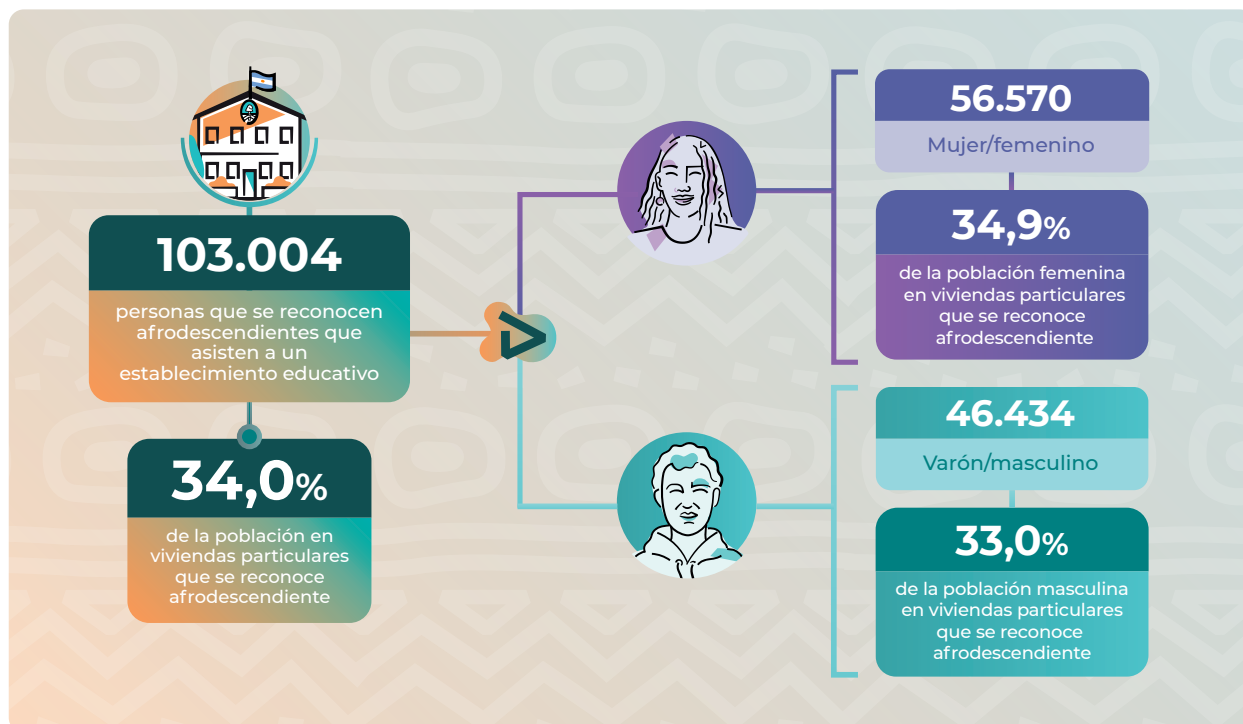 103.004
personas que se reconocen
afrodescendientes que
asisten a un
establecimiento educativo
34,0%
de la población en
viviendas particulares
que se reconoce
afrodescendiente
56.570
Mujer/femenino
34,9%
de la población femenina
en viviendas particulares
que se reconoce
afrodescendiente
46.434
Varón/masculino
33,0%
de la población masculina
en viviendas particulares
que se reconoce
afrodescendiente